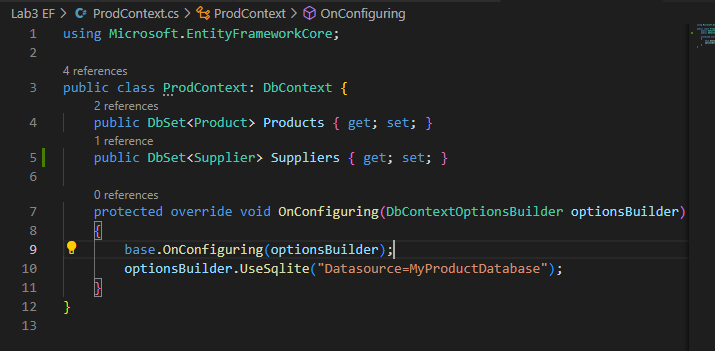 Lab3 EF > ProdContext.cs > ProdContext > OnConfiguring
1 using Microsoft.EntityFrameworkCore;
2
4 references
3 public class ProdContext: DbContext {
2 references
4 public DbSet<Product> Products { get; set; }
1 reference
5 public DbSet<Supplier> Suppliers { get; set; }
6
0 references
7 protected override void OnConfiguring(DbContextOptionsBuilder optionsBuilder)
8 {
9 base.OnConfiguring(optionsBuilder);
10 optionsBuilder.UseSqlite("Datasource=MyProductDatabase");
11 }
12 }
13